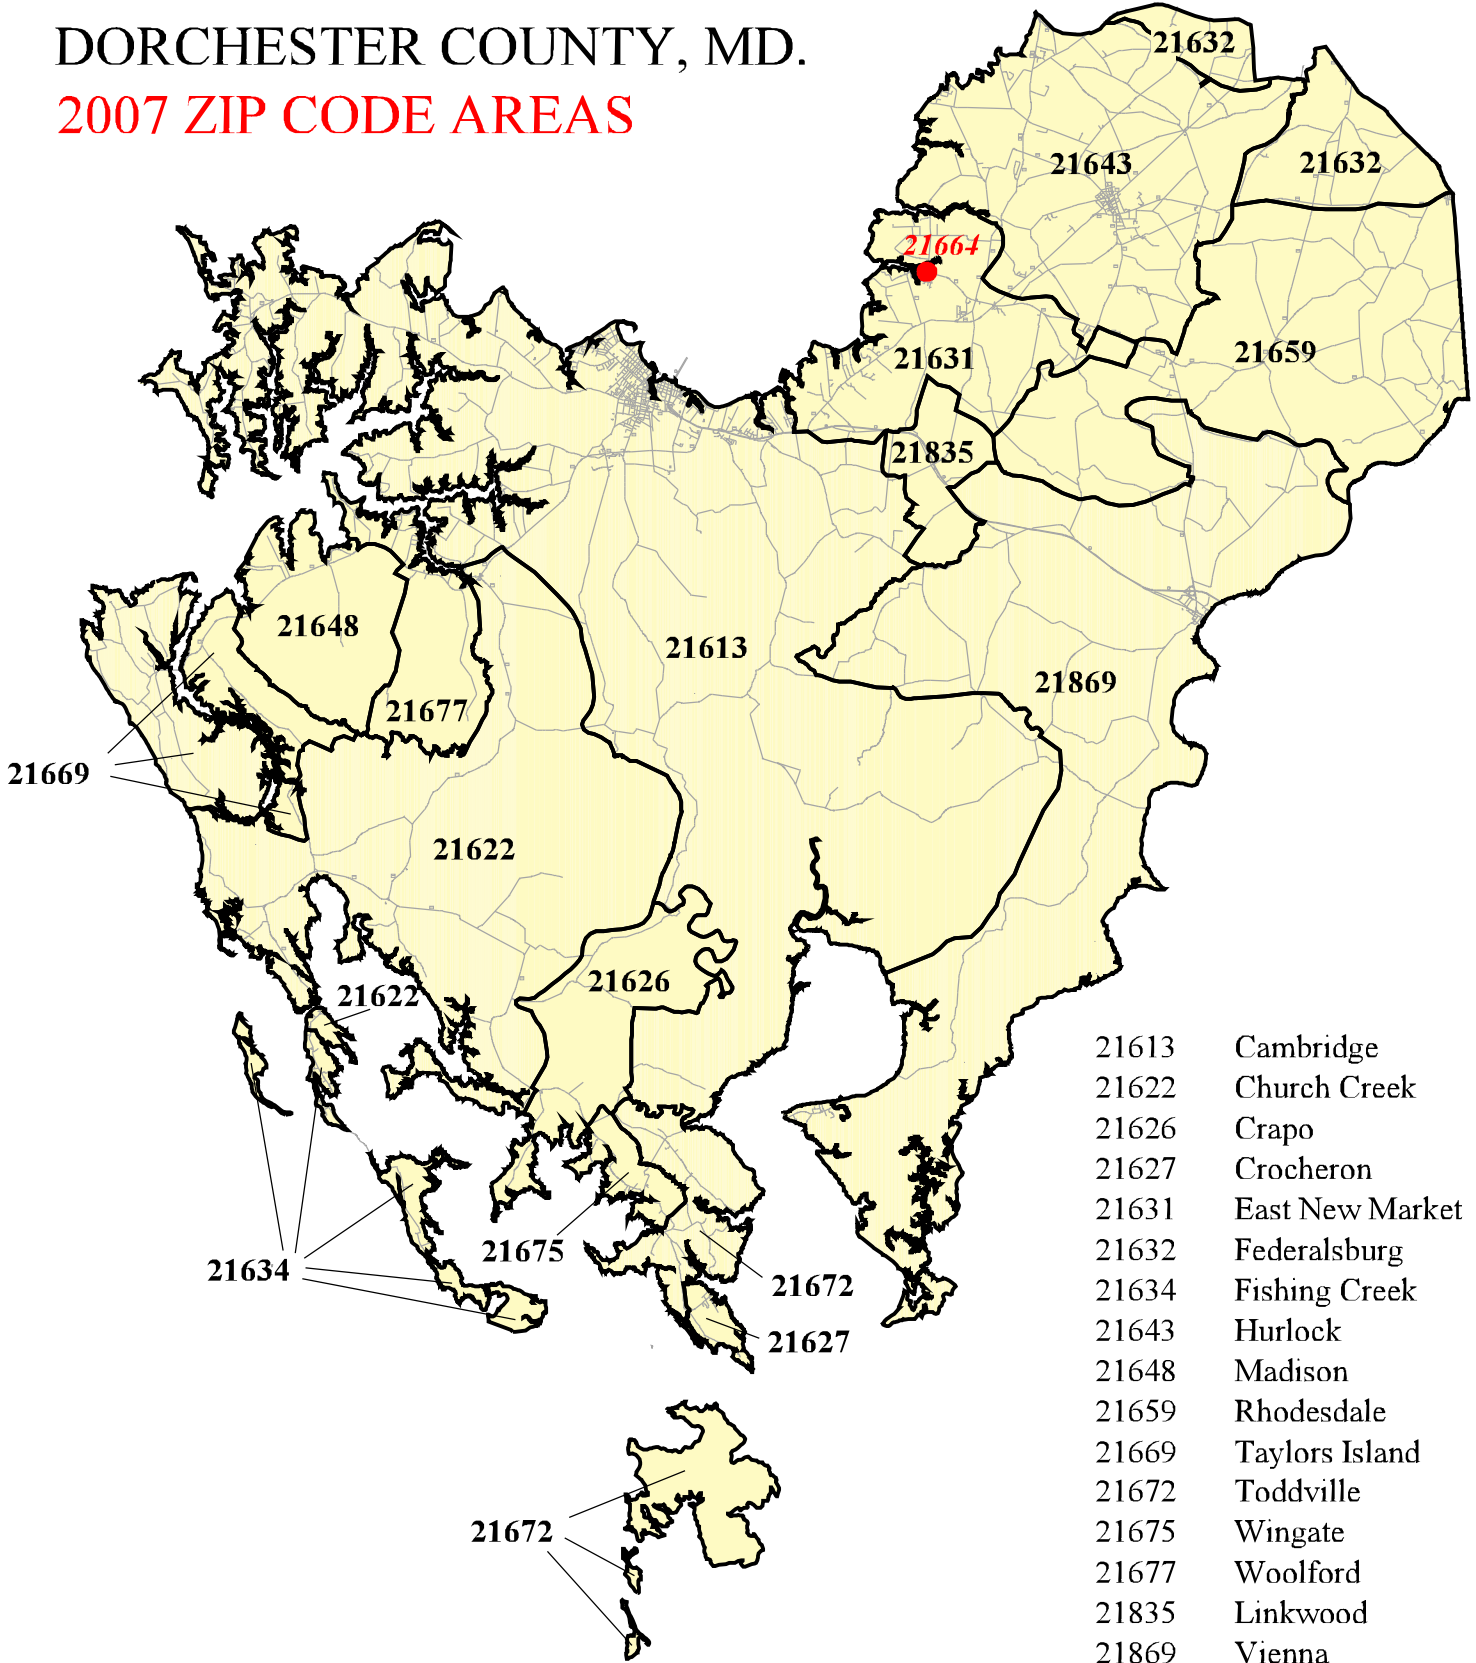 DORCHESTER COUNTY, MD.
2007 ZIP CODE AREAS
21632
21643
21632
21664
21631
21659
21835
21648
21613
21677
21869
21669
21622
21626
21622
21675
21634
21672
21627
21672
21613 Cambridge
21622 Church Creek
21626 Crapo
21627 Crocheron
21631 East New Market
21632 Federalsburg
21634 Fishing Creek
21643 Hurlock
21648 Madison
21659 Rhodesdale
21669 Taylors Island
21672 Toddville
21675 Wingate
21677 Woolford
21835 Linkwood
21869 Vienna